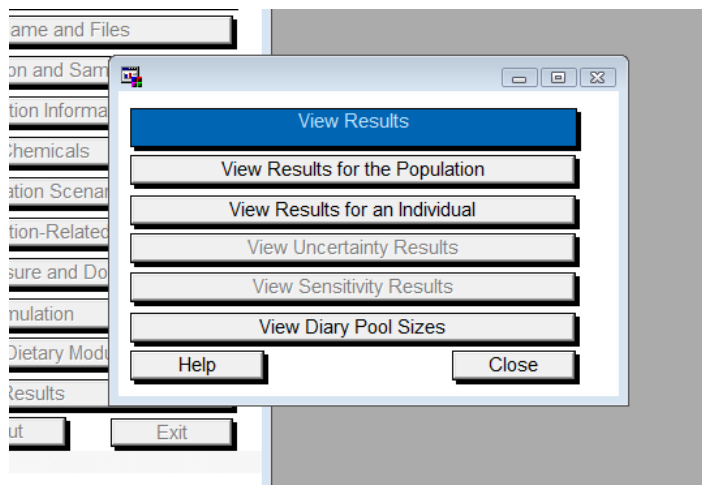 ame and Files
on and Sam
tion Informa
Chemicals
ation Scenar
tion-Related
sure and Do
mulation
Dietary Modu
Results
ut
Exit
View Results
View Results for the Population
View Results for an Individual
View Uncertainty Results
View Sensitivity Results
View Diary Pool Sizes
Help
Close